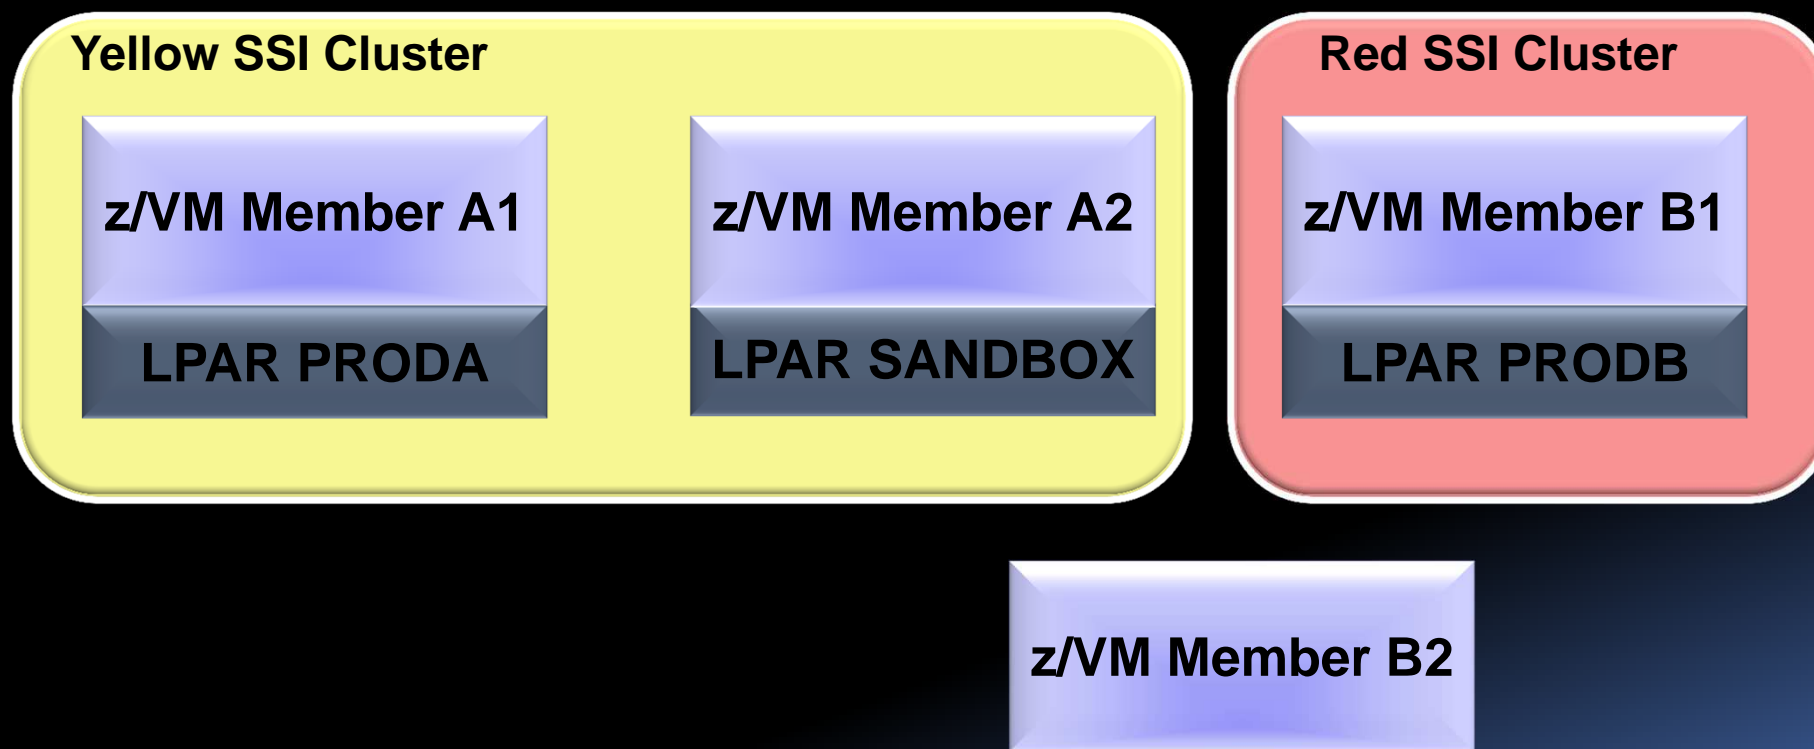 Yellow SSI Cluster
Red SSI Cluster
z/VM Member A1
z/VM Member A2
z/VM Member B1
LPAR PRODA
LPAR SANDBOX
LPAR PRODB
z/VM Member B2